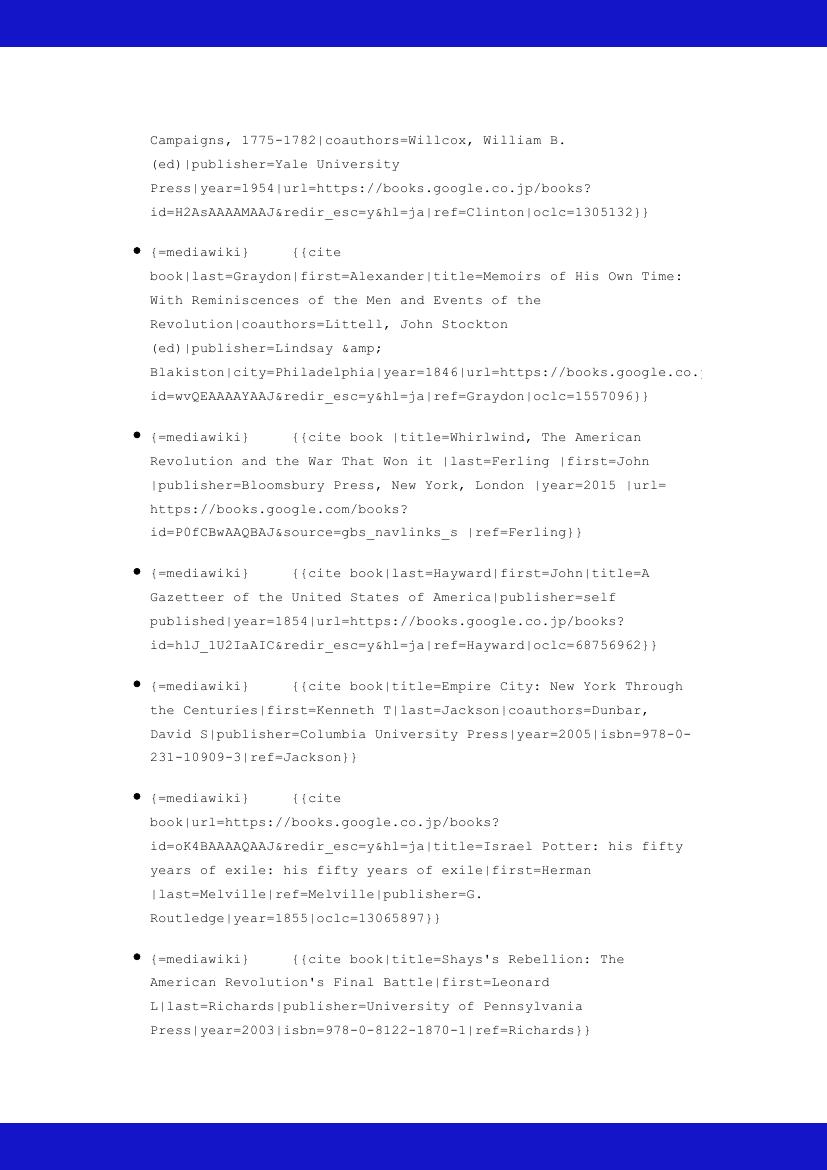 Campaigns, 1775-1782|coauthors=Willcox, William B.
(ed)|publisher=Yale University
Press|year=1954|url=https://books.google.co.jp/books?
id=H2AsAAAAMAAJ&redir_esc=y&hl=ja|ref=Clinton|oclc=1305132}}
• {=mediawiki} {{cite
book|last=Graydon|first=Alexander|title=Memoirs of His Own Time:
With Reminiscences of the Men and Events of the
Revolution|coauthors=Littell, John Stockton
(ed)|publisher=Lindsay &amp;
Blakiston|city=Philadelphia|year=1846|url=https://books.google.co.
id=wvQEAAAAYAAJ&redir_esc=y&hl=ja|ref=Graydon|oclc=1557096}}
• {=mediawiki} {{cite book |title=Whirlwind, The American
Revolution and the War That Won it |last=Ferling |first=John
|publisher=Bloomsbury Press, New York, London |year=2015 |url=
https://books.google.com/books?
id=P0fCBwAAQBAJ&source=gbs_navlinks_s |ref=Ferling}}
• {=mediawiki} {{cite book|last=Hayward|first=John|title=A
Gazetteer of the United States of America|publisher=self
published|year=1854|url=https://books.google.co.jp/books?
id=hlJ_1U2IaAIC&redir_esc=y&hl=ja|ref=Hayward|oclc=68756962}}
• {=mediawiki} {{cite book|title=Empire City: New York Through
the Centuries|first=Kenneth T|last=Jackson|coauthors=Dunbar,
David S|publisher=Columbia University Press|year=2005|isbn=978-0-
231-10909-3|ref=Jackson}}
• {=mediawiki} {{cite
book|url=https://books.google.co.jp/books?
id=oK4BAAAAQAAJ&redir_esc=y&hl=ja|title=Israel Potter: his fifty
years of exile: his fifty years of exile|first=Herman
|last=Melville|ref=Melville|publisher=G.
Routledge|year=1855|oclc=13065897}}
• {=mediawiki} {{cite book|title=Shays's Rebellion: The
American Revolution's Final Battle|first=Leonard
L|last=Richards|publisher=University of Pennsylvania
Press|year=2003|isbn=978-0-8122-1870-1|ref=Richards}}